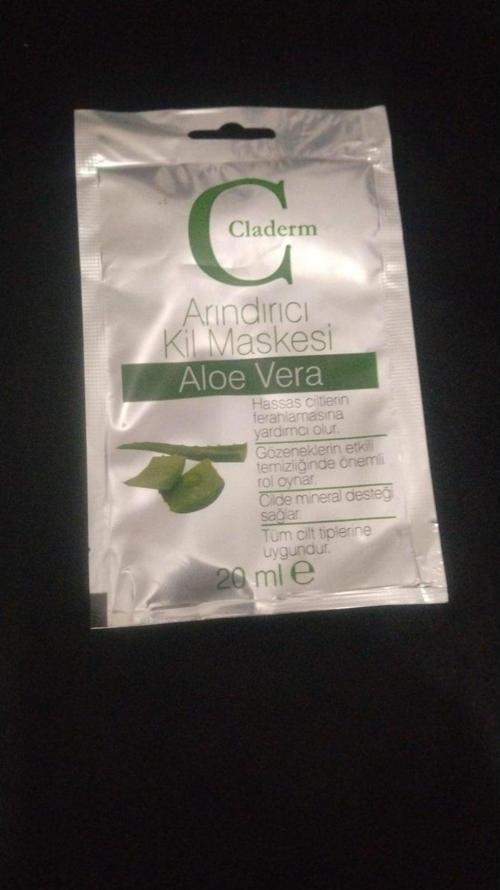 C
Claderm
Arındırıcı
Kil Maskesi
Aloe Vera
Hassas ciltlerin
ferahlamasına
yardımcı olur.
Gözeneklerin etkili
temizliğinde önemli
rol oynar.
Cilde mineral desteği
sağlar.
Tüm cilt tiplerine
uygundur.
20 ml ℮